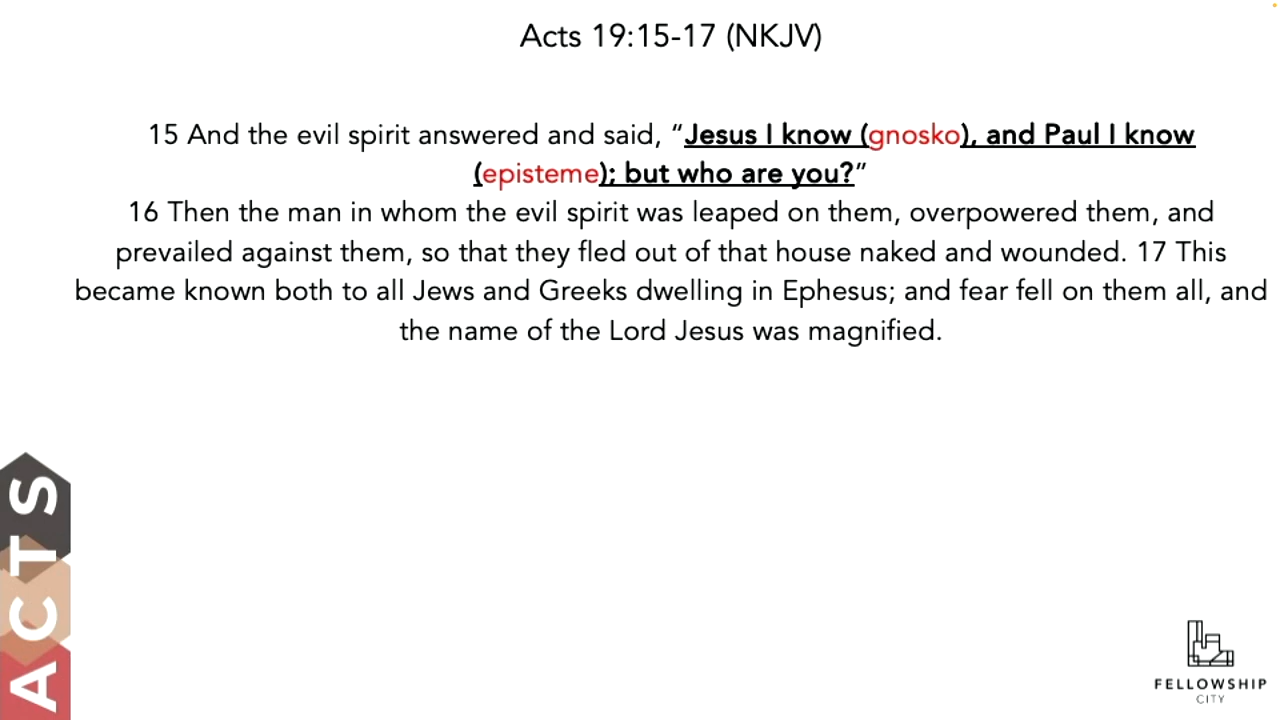 Acts 19:15-17 (NKJV)
15 And the evil spirit answered and said, “Jesus I know (gnosko), and Paul I know
(episteme); but who are you?”
16 Then the man in whom the evil spirit was leaped on them, overpowered them, and
prevailed against them, so that they fled out of that house naked and wounded. 17 This
became known both to all Jews and Greeks dwelling in Ephesus; and fear fell on them all, and
the name of the Lord Jesus was magnified.
ACTS
FELLOWSHIP
CITY